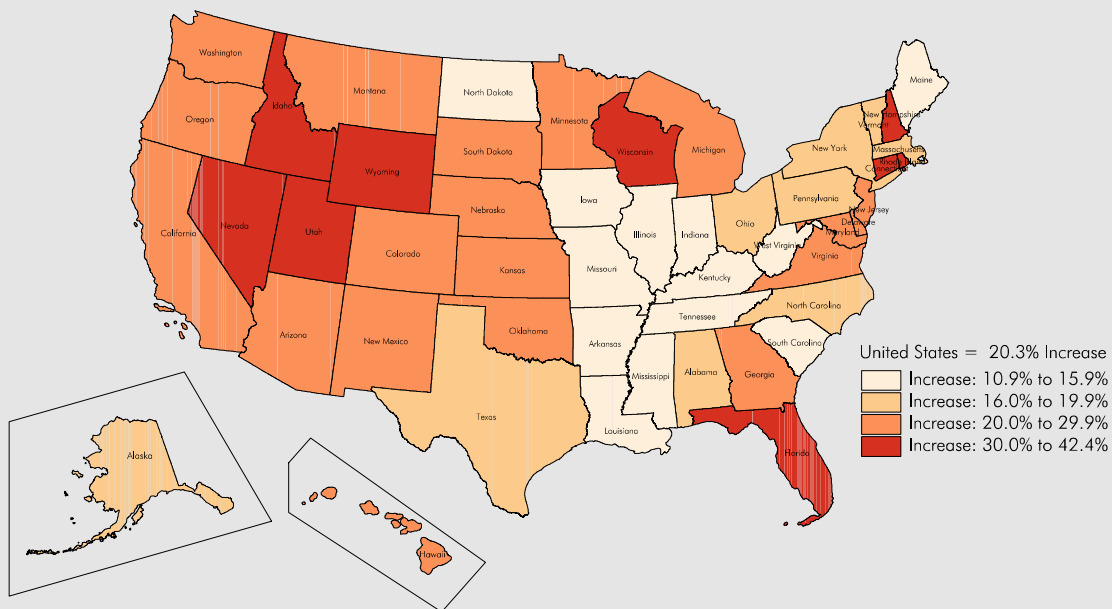 Washington
Montana
North Dakota
Minnesota
Maine
Oregon
Idaho
South Dakota
Wisconsin
Michigan
New York
Vermont
New Hampshire
Massachusetts
Rhode Island
Connecticut
Wyoming
Nebraska
Iowa
Pennsylvania
New Jersey
Delaware
Maryland
California
Nevada
Utah
Colorado
Kansas
Missouri
Illinois
Indiana
Ohio
West Virginia
Virginia
Kentucky
North Carolina
Tennessee
Arizona
New Mexico
Oklahoma
Arkansas
South Carolina
Texas
Louisiano
Mississippi
Alabama
Georgia
Florida
Alaska
Hawaii
United States = 20.3% Increase
Increase: 10.9% to 15.9%
Increase: 16.0% to 19.9%
Increase: 20.0% to 29.9%
Increase: 30.0% to 42.4%